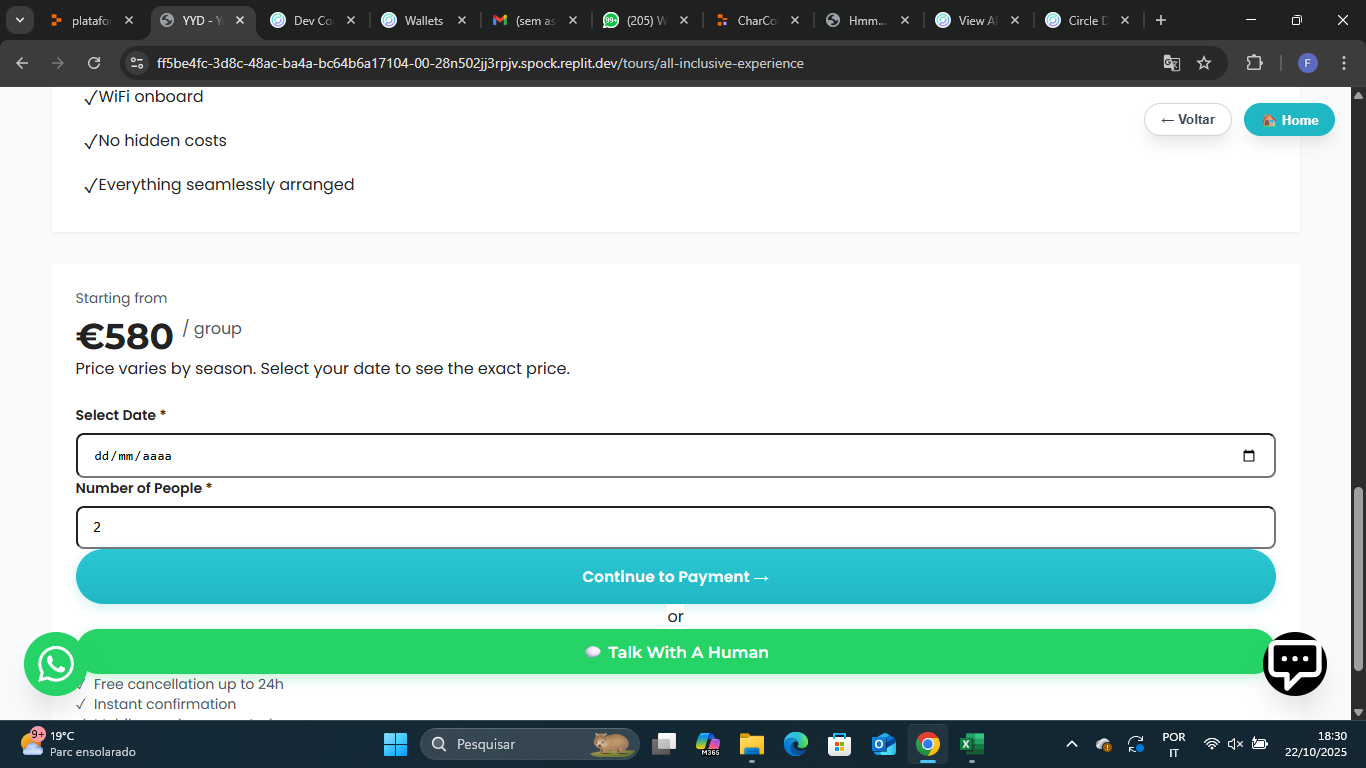 platafor
YYD - Y
Dev Co
Wallets
(sem as
(205) W
CharCo
Hmm...
View Al
Circle D
ff5be4fc-3d8c-48ac-ba4a-bc64b6a17104-00-28n502jj3rpjv.spock.replit.dev/tours/all-inclusive-experience
F
✓WiFi onboard
← Voltar
Home
✓No hidden costs
✓Everything seamlessly arranged
Starting from
€580 / group
Price varies by season. Select your date to see the exact price.
Select Date *
dd/mm/aaaa
Number of People *
2
Continue to Payment →
or
Talk With A Human
✓ Free cancellation up to 24h
✓ Instant confirmation
9+
19°C
Parc ensolarado
Pesquisar
M365
POR
IT
18:30
22/10/2025